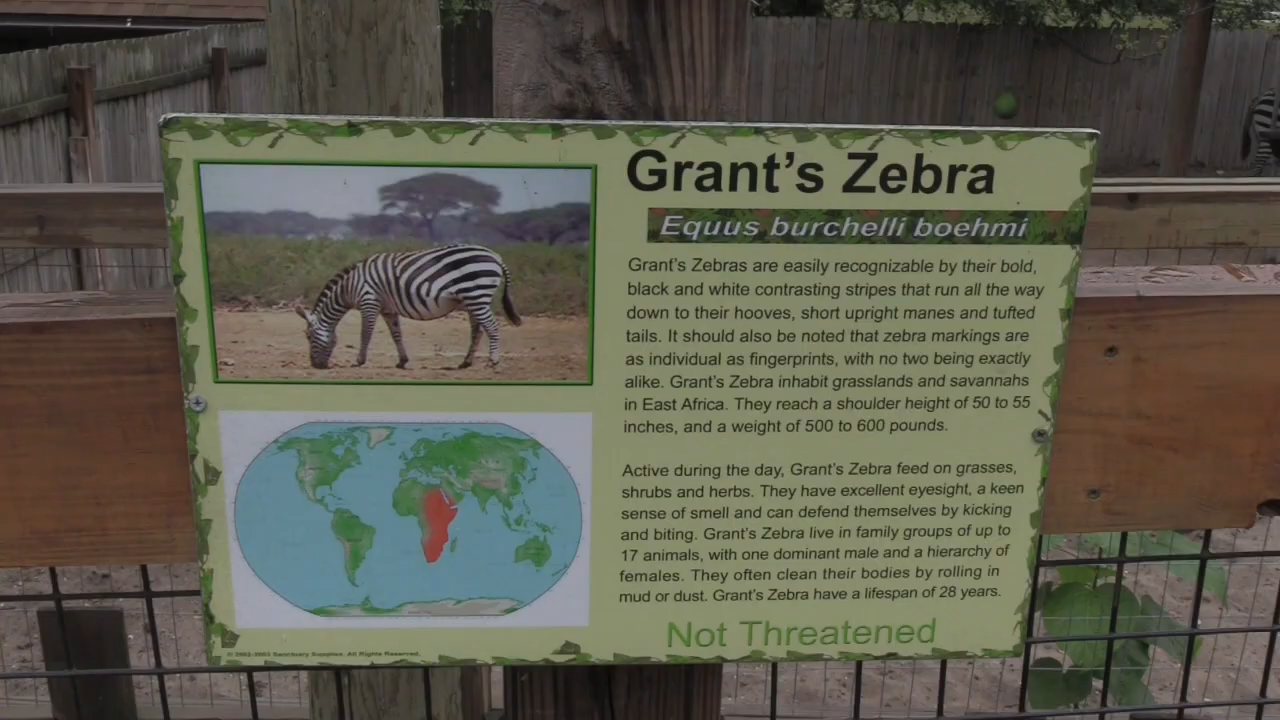 Grant's Zebra
Equus burchelli boehmi
Grant's Zebras are easily recognizable by their bold,
black and white contrasting stripes that run all the way
down to their hooves, short upright manes and tufted
tails. It should also be noted that zebra markings are
as individual as fingerprints, with no two being exactly
alike. Grant's Zebra inhabit grasslands and savannahs
in East Africa. They reach a shoulder height of 50 to 55
inches, and a weight of 500 to 600 pounds.
Active during the day, Grant's Zebra feed on grasses,
shrubs and herbs. They have excellent eyesight, a keen
sense of smell and can defend themselves by kicking
and biting. Grant's Zebra live in family groups of up to
17 animals, with one dominant male and a hierarchy of
females. They often clean their bodies by rolling in
mud or dust. Grant's Zebra have a lifespan of 28 years.
Not Threatened
© 2002-2003 Sanctuary Supplies. All Rights Reserved.